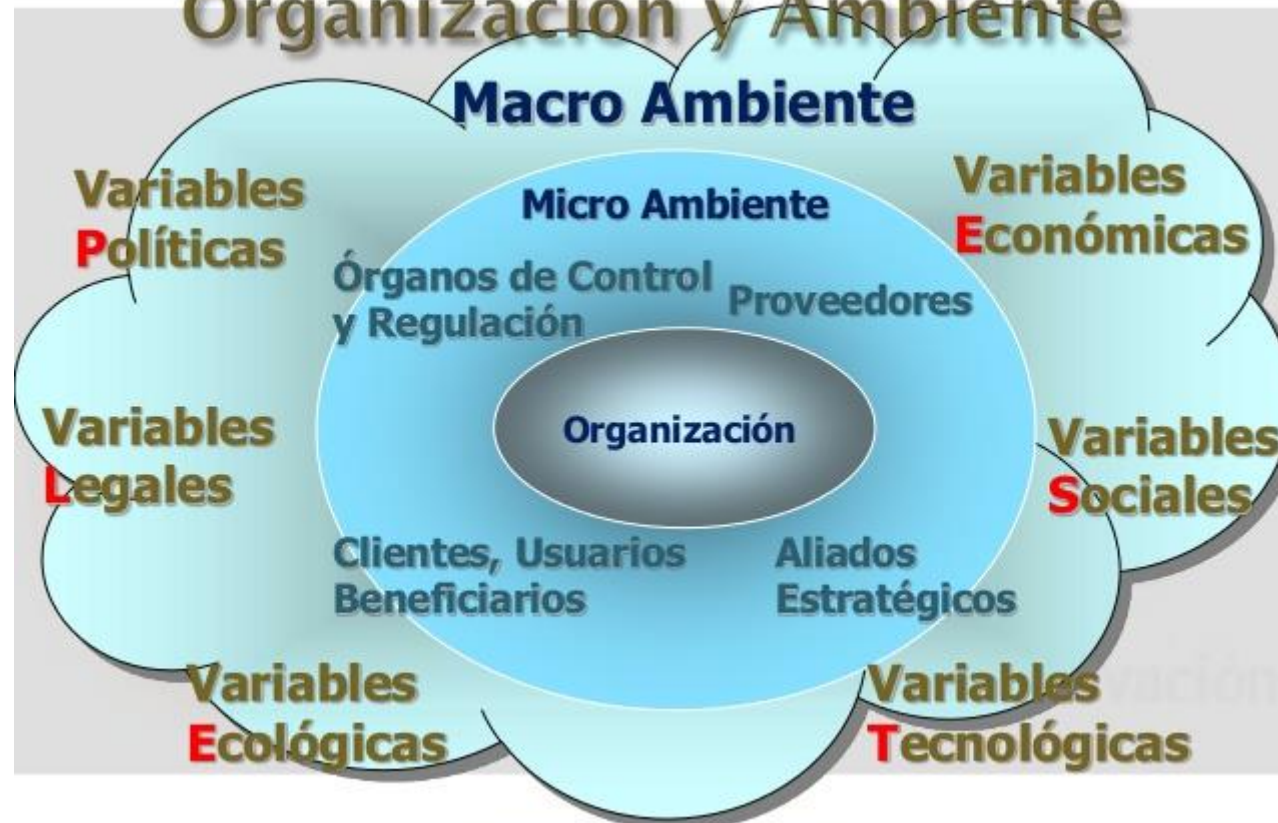 Organización y Ambiente
Macro Ambiente
Variables
Políticas
Variables
Económicas
Micro Ambiente
Órganos de Control
y Regulación
Proveedores
Organización
Variables
Legales
Variables
Sociales
Clientes, Usuarios
Beneficiarios
Aliados
Estratégicos
Variables
Ecológicas
Variables
Tecnológicas